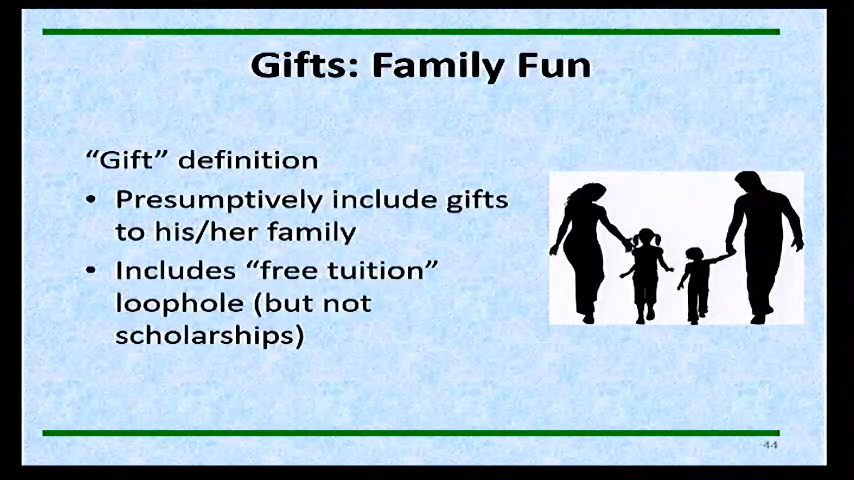 Gifts: Family Fun
“Gift” definition
• Presumptively include gifts
to his/her family
• Includes “free tuition”
loophole (but not
scholarships)
44